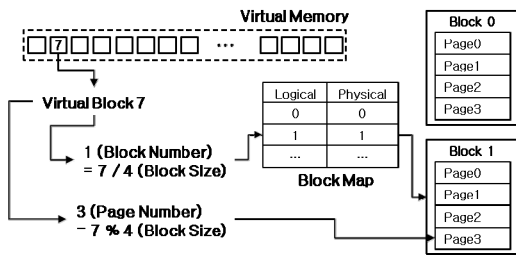 Virtual Memory
7
...
Virtual Block 7
1 (Block Number)
= 7 / 4 (Block Size)
3 (Page Number)
= 7 % 4 (Block Size)
Logical Physical
0 0
1 1
... ...
Block Map
Block 0
Page0
Page1
Page2
Page3
Block 1
Page0
Page1
Page2
Page3